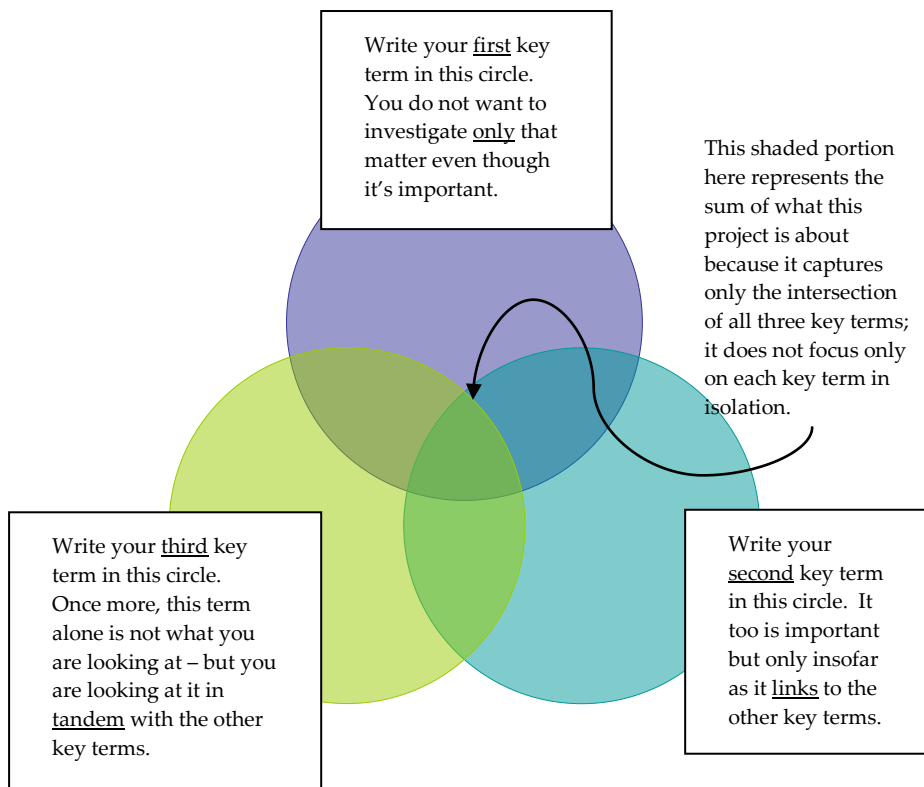 Write your first key
term in this circle.
You do not want to
investigate only that
matter even though
it's important.
This shaded portion
here represents the
sum of what this
project is about
because it captures
only the intersection
of all three key terms;
it does not focus only
on each key term in
isolation.
Write your third key
term in this circle.
Once more, this term
alone is not what you
are looking at – but you
are looking at it in
tandem with the other
key terms.
Write your
second key term
in this circle.  It
too is important
but only insofar
as it links to the
other key terms.